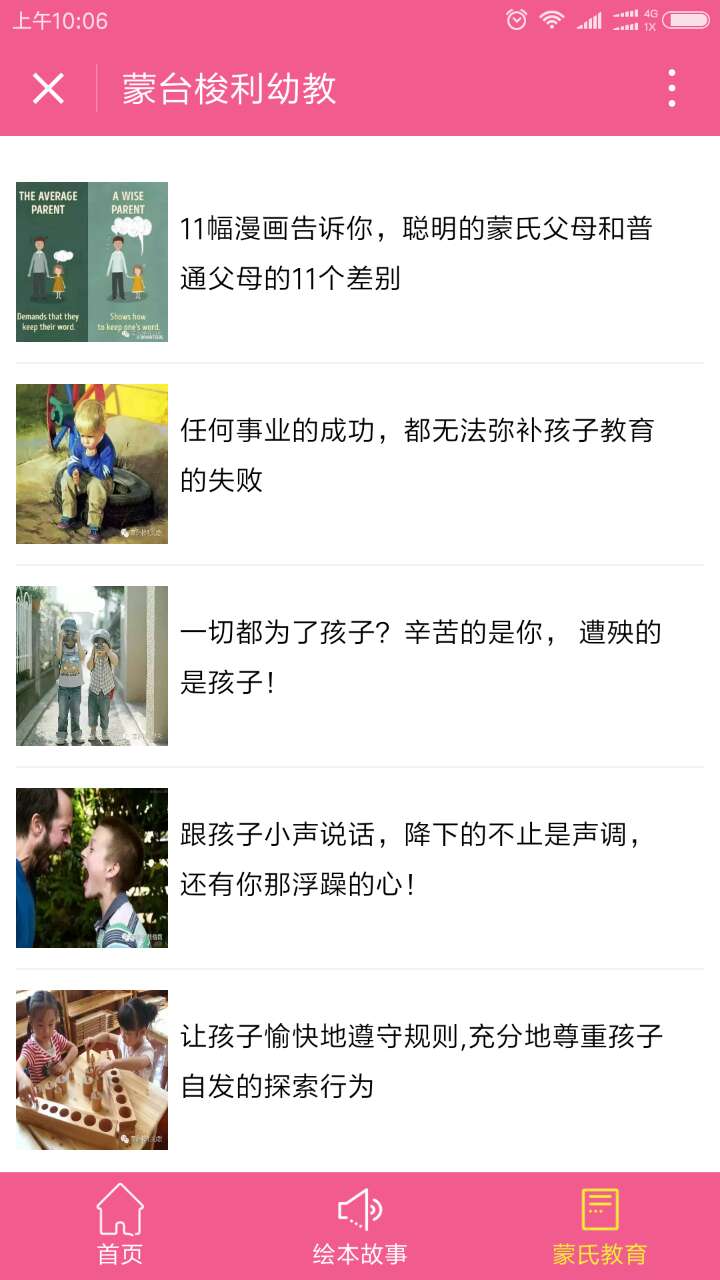 上午10:06
4G
1X
蒙台梭利幼教
THE AVERAGE
PARENT
A WISE
PARENT
Demands that they
keep their word.
Shows how
to keep one's word.
11幅漫画告诉你，聪明的蒙氏父母和普
通父母的11个差别
任何事业的成功，都无法弥补孩子教育
的失败
一切都为了孩子？辛苦的是你， 遭殃的
是孩子！
跟孩子小声说话，降下的不止是声调，
还有你那浮躁的心！
让孩子愉快地遵守规则,充分地尊重孩子
自发的探索行为
首页
绘本故事
蒙氏教育